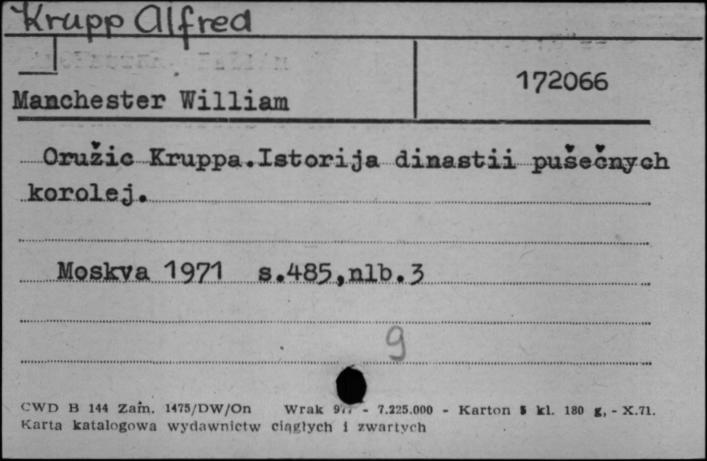 Krupp Alfred
172066
Manchester William
Oružie Kruppa.Istorija dinastii pušečnych
korolej.
Moskva 1971 s.485,nlb.3
9
CWD B 144 Zam. 1475/DW/On Wrak - 7.225.000 - Karton kl. 180 g, - X.71.
Karta katalogowa wydawnictw ciągłych i zwartych